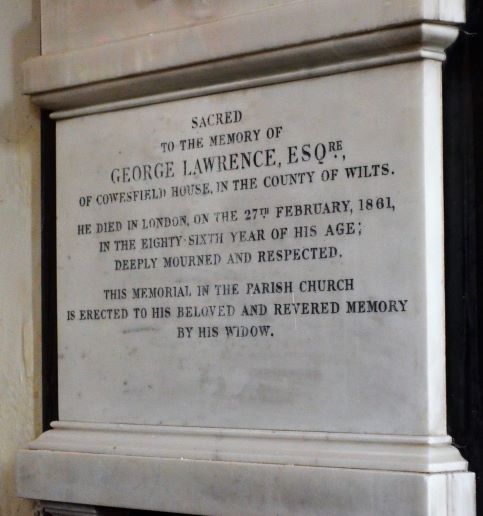 SACRED
TO THE MEMORY OF
GEORGE LAWRENCE, ESQRE,
OF COWESFIELD HOUSE, IN THE COUNTY OF WILTS.
HE DIED IN LONDON, ON THE 27TH FEBRUARY, 1861,
IN THE EIGHTY-SIXTH YEAR OF HIS AGE;
DEEPLY MOURNED AND RESPECTED.
THIS MEMORIAL IN THE PARISH CHURCH
IS ERECTED TO HIS BELOVED AND REVERED MEMORY
BY HIS WIDOW.